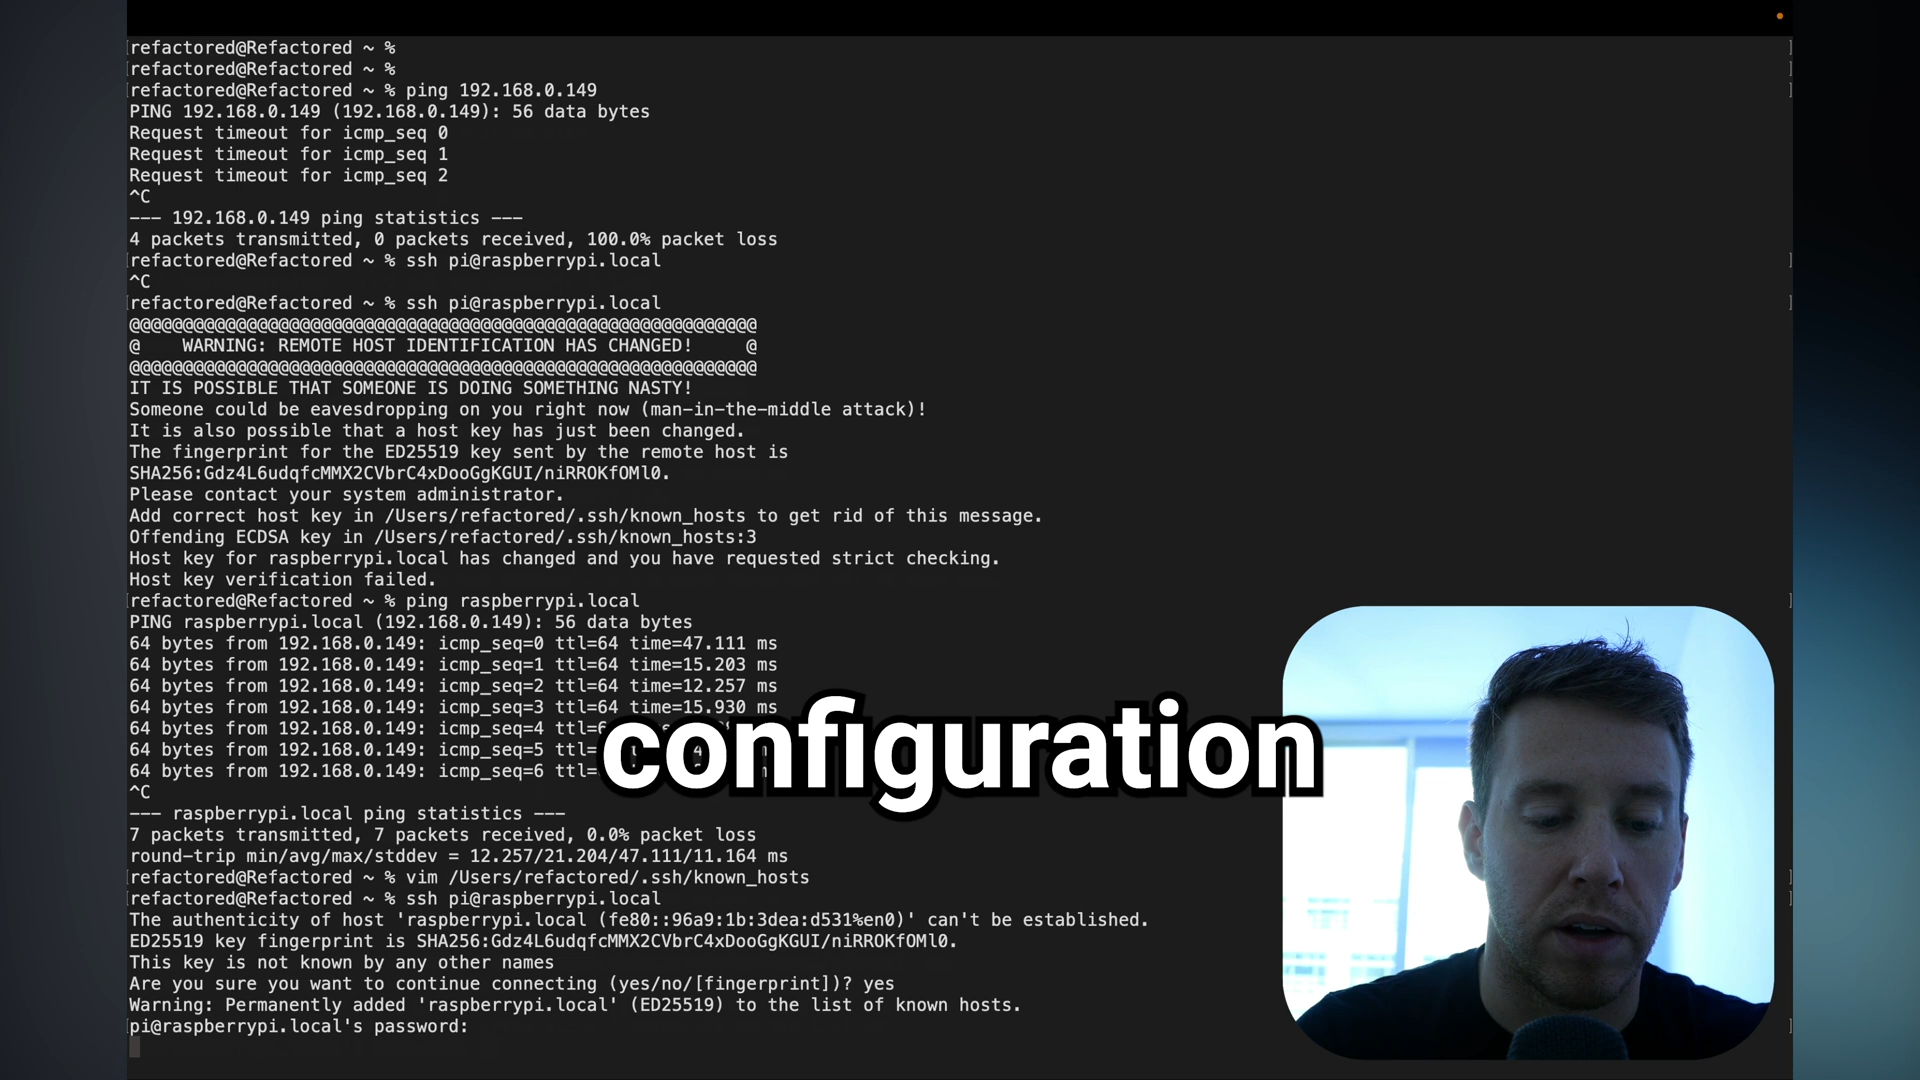 refactored@Refactored ~ %
refactored@Refactored ~ %
refactored@Refactored ~ % ping 192.168.0.149
PING 192.168.0.149 (192.168.0.149): 56 data bytes
Request timeout for icmp_seq 0
Request timeout for icmp_seq 1
Request timeout for icmp_seq 2
^C
--- 192.168.0.149 ping statistics ---
4 packets transmitted, 0 packets received, 100.0% packet loss
refactored@Refactored ~ % ssh pi@raspberrypi.local
^C
refactored@Refactored ~ % ssh pi@raspberrypi.local
@@@@@@@@@@@@@@@@@@@@@@@@@@@@@@@@@@@@@@@@@@@@@@@@@@@@@@@@@@@
@    WARNING: REMOTE HOST IDENTIFICATION HAS CHANGED!     @
@@@@@@@@@@@@@@@@@@@@@@@@@@@@@@@@@@@@@@@@@@@@@@@@@@@@@@@@@@@
IT IS POSSIBLE THAT SOMEONE IS DOING SOMETHING NASTY!
Someone could be eavesdropping on you right now (man-in-the-middle attack)!
It is also possible that a host key has just been changed.
The fingerprint for the ED25519 key sent by the remote host is
SHA256:Gdz4L6udqfcMMX2CVbrC4xDooGgKGUI/niRROKfOMl0.
Please contact your system administrator.
Add correct host key in /Users/refactored/.ssh/known_hosts to get rid of this message.
Offending ECDSA key in /Users/refactored/.ssh/known_hosts:3
Host key for raspberrypi.local has changed and you have requested strict checking.
Host key verification failed.
refactored@Refactored ~ % ping raspberrypi.local
PING raspberrypi.local (192.168.0.149): 56 data bytes
64 bytes from 192.168.0.149: icmp_seq=0 ttl=64 time=47.111 ms
64 bytes from 192.168.0.149: icmp_seq=1 ttl=64 time=15.203 ms
64 bytes from 192.168.0.149: icmp_seq=2 ttl=64 time=12.257 ms
64 bytes from 192.168.0.149: icmp_seq=3 ttl=64 time=15.930 ms
64 bytes from 192.168.0.149: icmp_seq=4
64 bytes from 192.168.0.149: icmp_seq=5
64 bytes from 192.168.0.149: icmp_seq=6
configuration
^C
--- raspberrypi.local ping statistics ---
7 packets transmitted, 7 packets received, 0.0% packet loss
round-trip min/avg/max/stddev = 12.257/21.204/47.111/11.164 ms
refactored@Refactored ~ % vim /Users/refactored/.ssh/known_hosts
refactored@Refactored ~ % ssh pi@raspberrypi.local
The authenticity of host 'raspberrypi.local (fe80::96a9:1b:3dea:d531%en0)' can't be established.
ED25519 key fingerprint is SHA256:Gdz4L6udqfcMMX2CVbrC4xDooGgKGUI/niRROKfOMl0.
This key is not known by any other names
Are you sure you want to continue connecting (yes/no/[fingerprint])? yes
Warning: Permanently added 'raspberrypi.local' (ED25519) to the list of known hosts.
pi@raspberrypi.local's password: